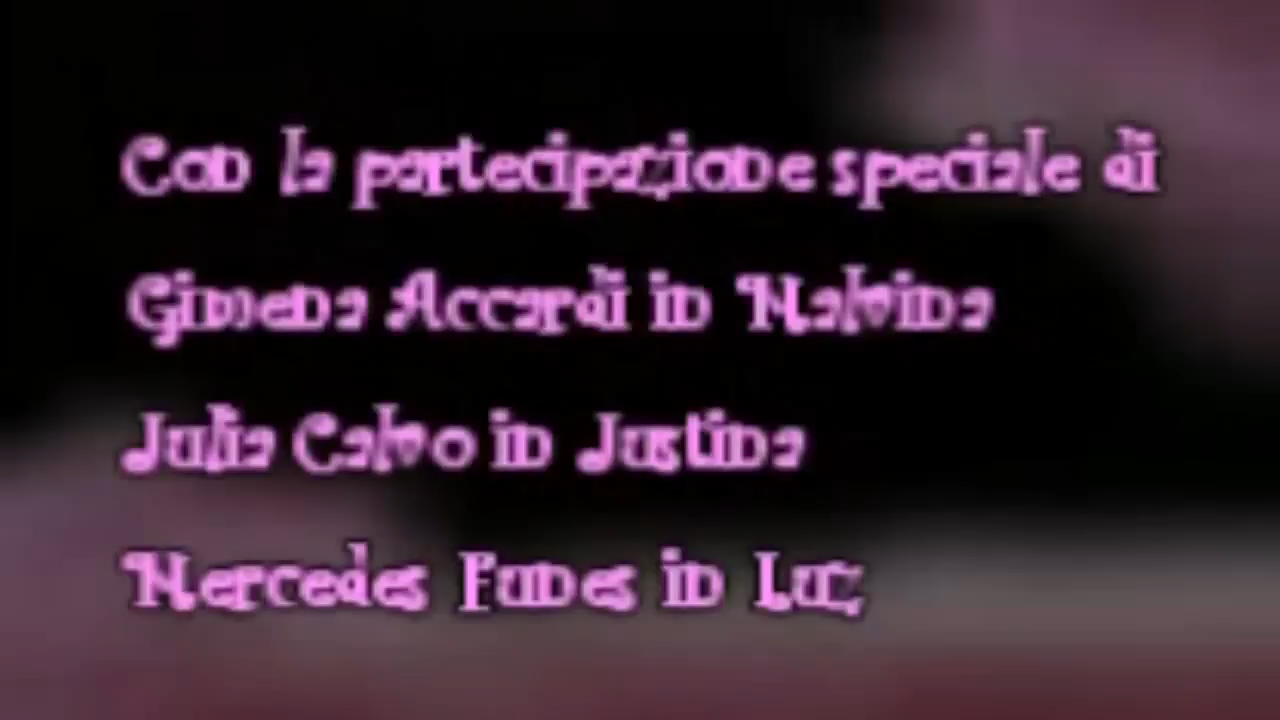 Con la partecipazione speciale di
Gimena Accardi in Malvina
Julia Calvo in Justina
Mercedes Funes in Luz